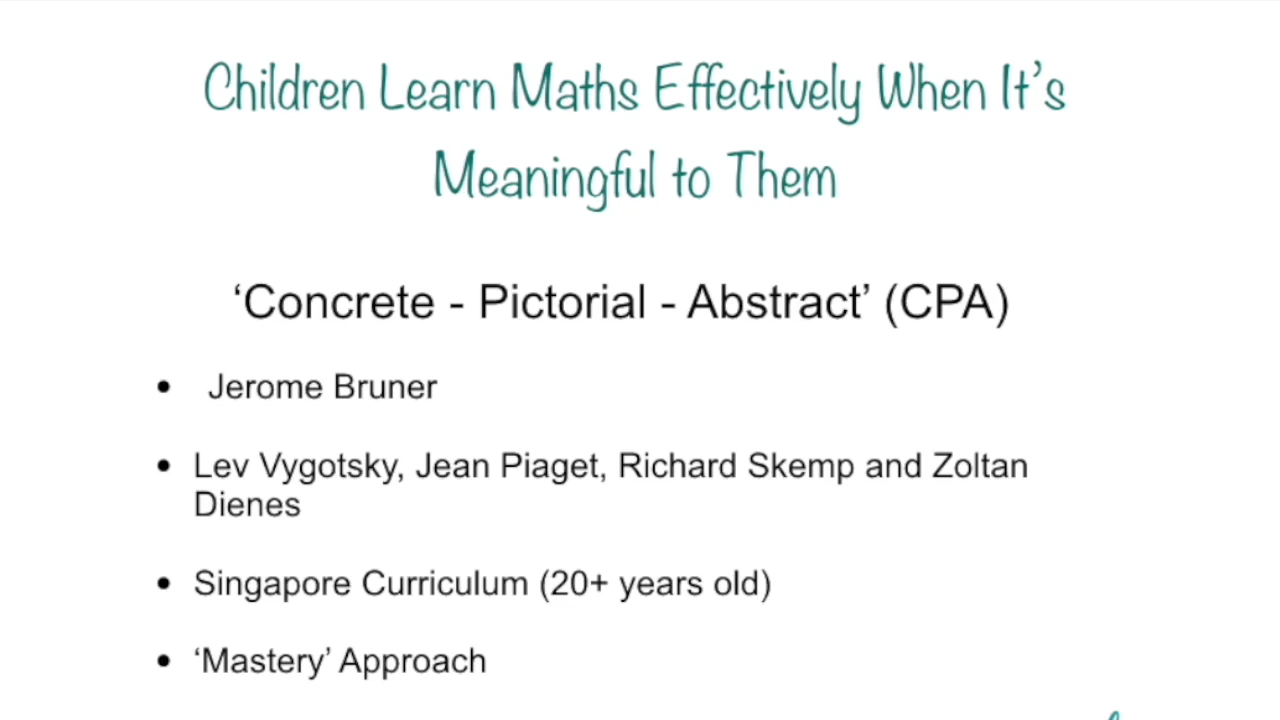 Children Learn Maths Effectively When It’s
Meaningful to Them
‘Concrete - Pictorial - Abstract’ (CPA)
• Jerome Bruner
• Lev Vygotsky, Jean Piaget, Richard Skemp and Zoltan
Dienes
• Singapore Curriculum (20+ years old)
• ‘Mastery’ Approach